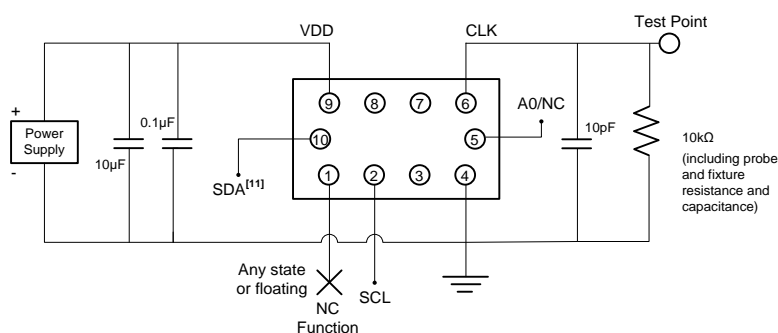 VDD
CLK
Test Point
+
Power
Supply
-
10µF
0.1µF
9
8
7
6
10
5
1
2
3
4
A0/NC
SDA[11]
10pF
10kΩ
(including probe
and fixture
resistance and
capacitance)
Any state
or floating
NC
Function
SCL